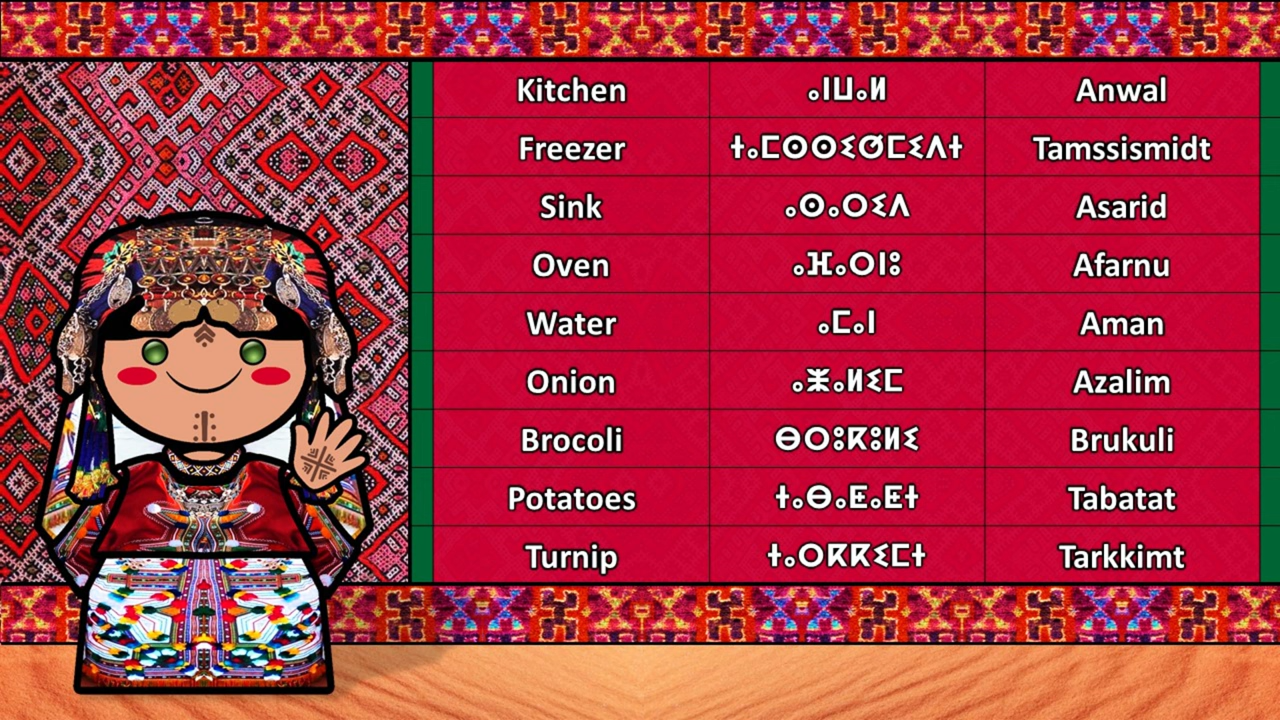 Kitchen ⴰⵏⵡⴰⵍ Anwal
Freezer ⵜⴰⵎⵙⵙⵉⵚⵎⵉⴷⵜ Tamssismidt
Sink ⴰⵙⴰⵔⵉⴷ Asarid
Oven ⴰⴼⴰⵔⵏⵓ Afarnu
Water ⴰⵎⴰⵏ Aman
Onion ⴰⵣⴰⵍⵉⵎ Azalim
Brocoli ⴱⵔⵓⴽⵓⵍⵉ Brukuli
Potatoes ⵜⴰⴱⴰⵟⴰⵟⵜ Tabatat
Turnip ⵜⴰⵔⴽⴽⵉⵎⵜ Tarkkimt